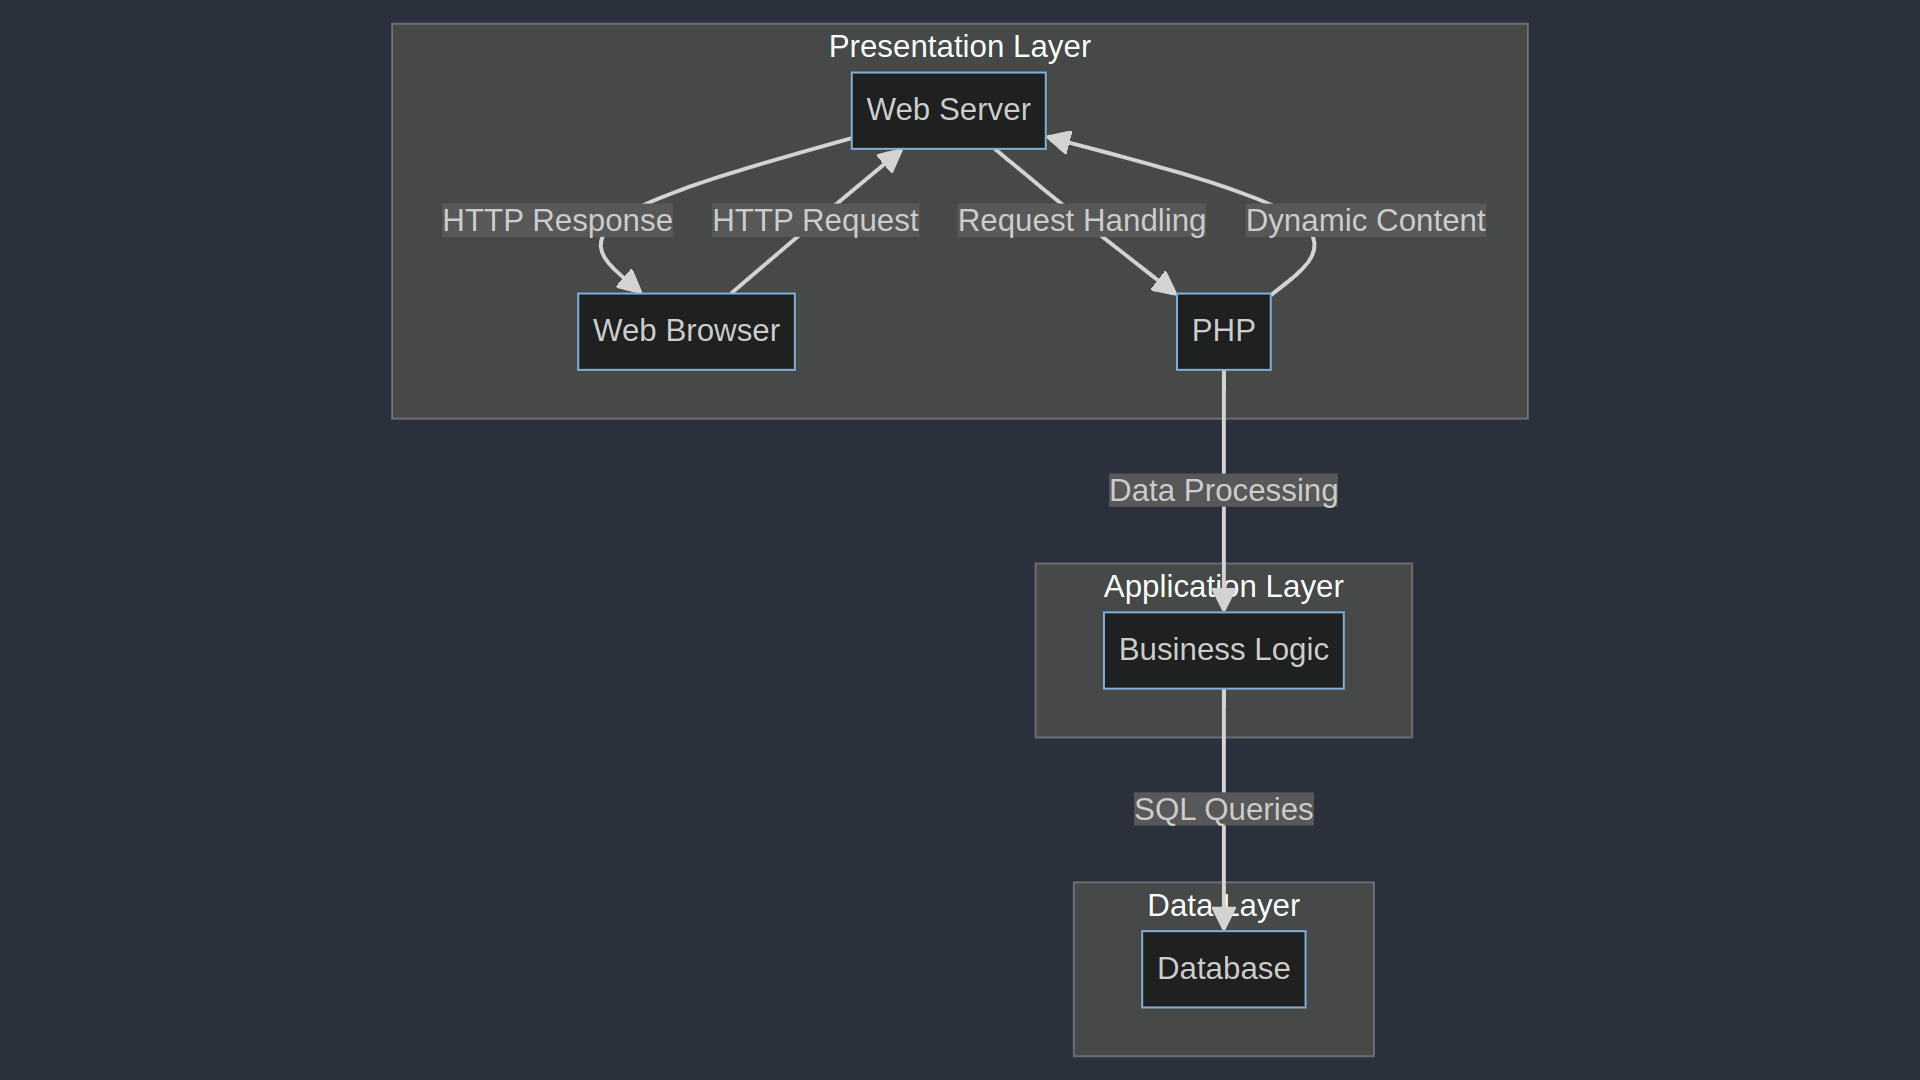 Presentation Layer
Web Server
HTTP Response
HTTP Request
Request Handling
Dynamic Content
Web Browser
PHP
Data Processing
Application Layer
Business Logic
SQL Queries
Data Layer
Database